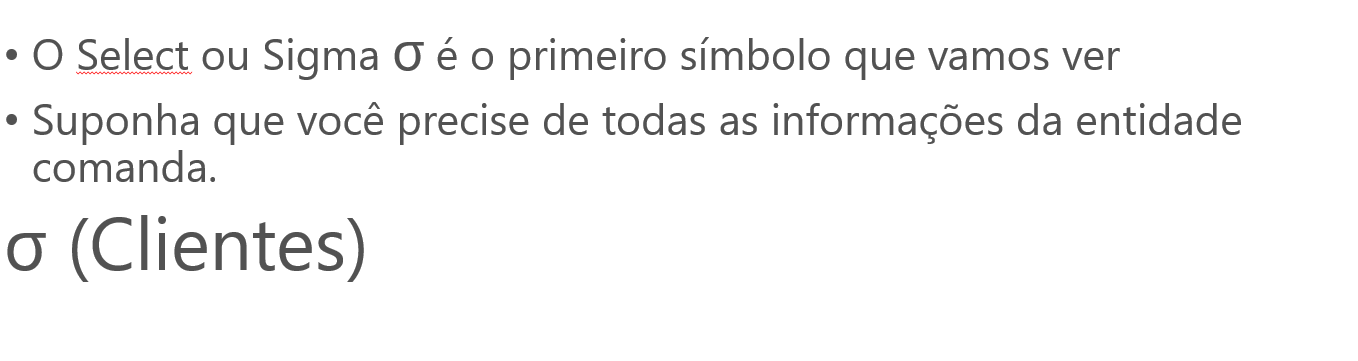 • O Select ou Sigma σ é o primeiro símbolo que vamos ver
• Suponha que você precise de todas as informações da entidade
comanda.
σ (Clientes)